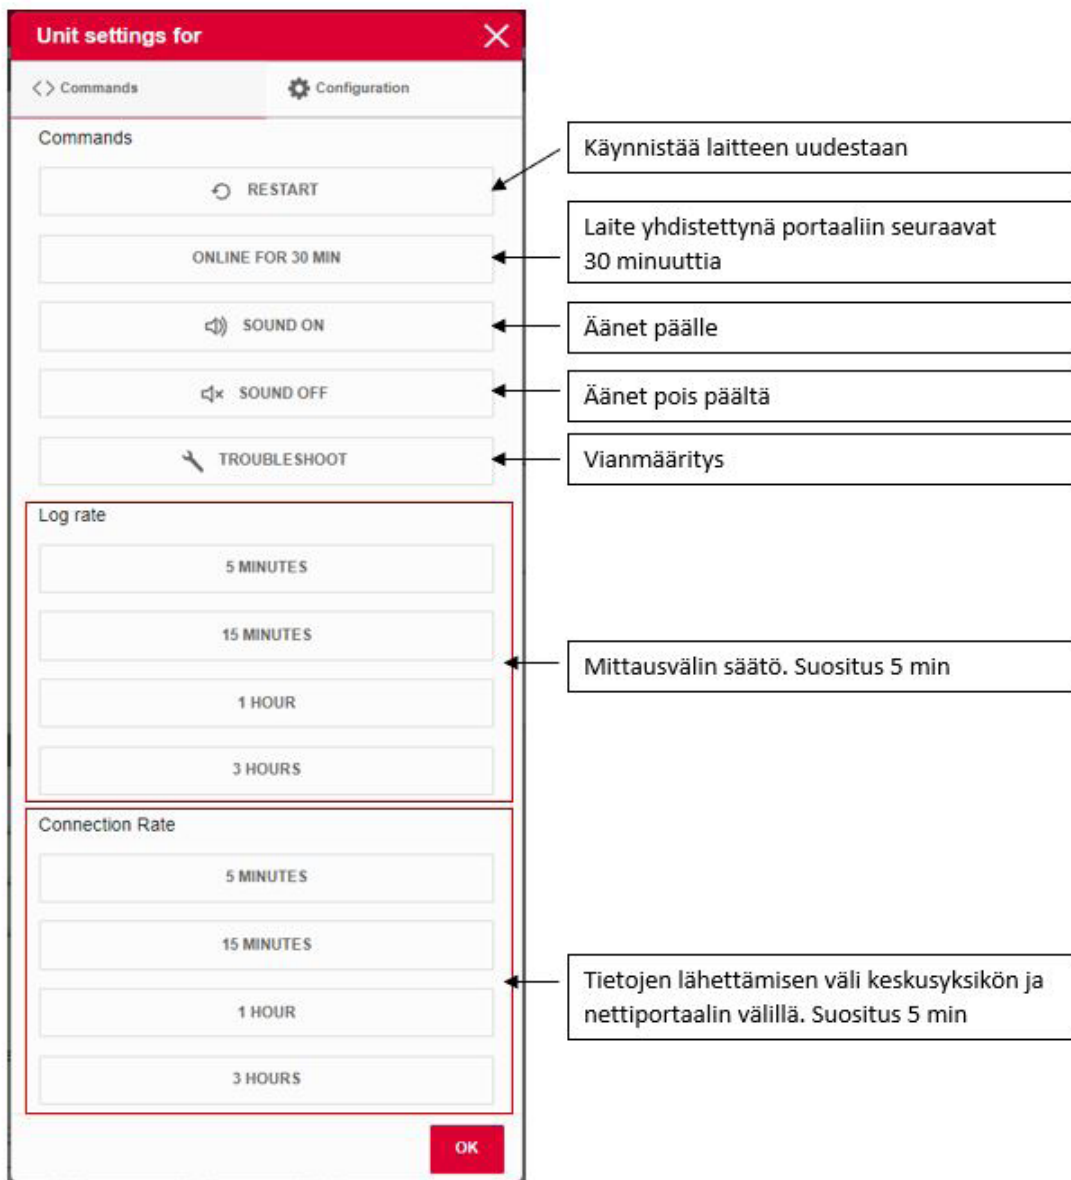 Unit settings for
Commands
Configuration
Commands
RESTART
Käynnistää laitteen uudestaan
ONLINE FOR 30 MIN
Laite yhdistettynä portaaliin seuraavat
30 minuuttia
SOUND ON
Äänet päälle
SOUND OFF
Äänet pois päältä
TROUBLESHOOT
Vianmääritys
Log rate
5 MINUTES
15 MINUTES
1 HOUR
3 HOURS
Mittausvälin säätö. Suositus 5 min
Connection Rate
5 MINUTES
15 MINUTES
1 HOUR
3 HOURS
Tietojen lähettämisen väli keskusyksikön ja
nettiportaalin välillä. Suositus 5 min
OK